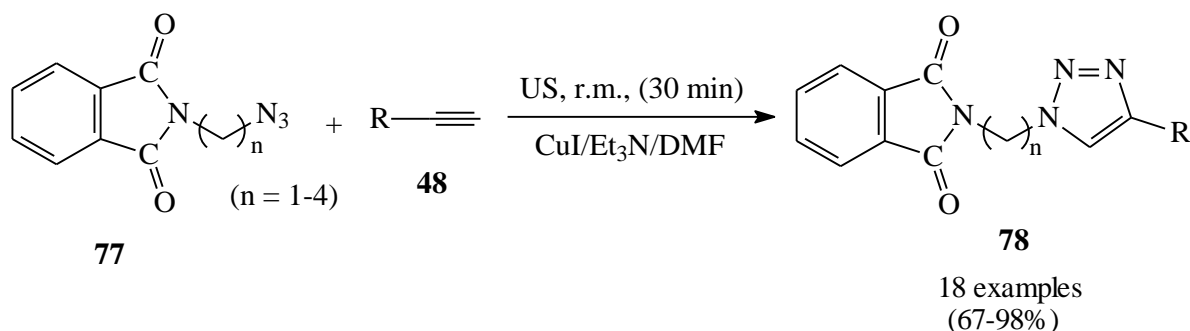 O
C
N
C
O
( )n
N3
(n = 1-4)
77
+
R
48
US, r.m., (30 min)
CuI/Et3N/DMF
O
C
N
C
O
( )n
N
N=N
R
78
18 examples
(67-98%)